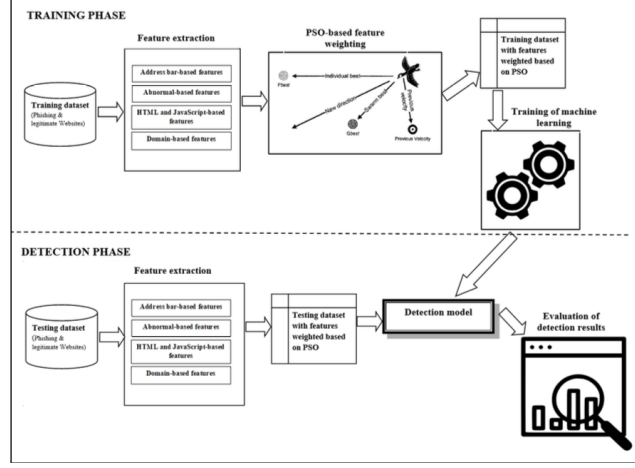 TRAINING PHASE
Feature extraction
Address bar-based features
Abnormal-based features
HTML and JavaScript-based
features
Domain-based features
Training dataset
(Phishing &
legitimate Websites)
PSO-based feature
weighting
Individual best
Pbest
New direction
Swarm best
Gbest
Previous
velocity
Previous Velocity
Training dataset
with features
weighted based
on PSO
Training of machine
learning
DETECTION PHASE
Feature extraction
Address bar-based features
Abnormal-based features
HTML and JavaScript-based
features
Domain-based features
Testing dataset
(Phishing &
legitimate Websites)
Testing dataset
with features
weighted based
on PSO
Detection model
Evaluation of
detection results